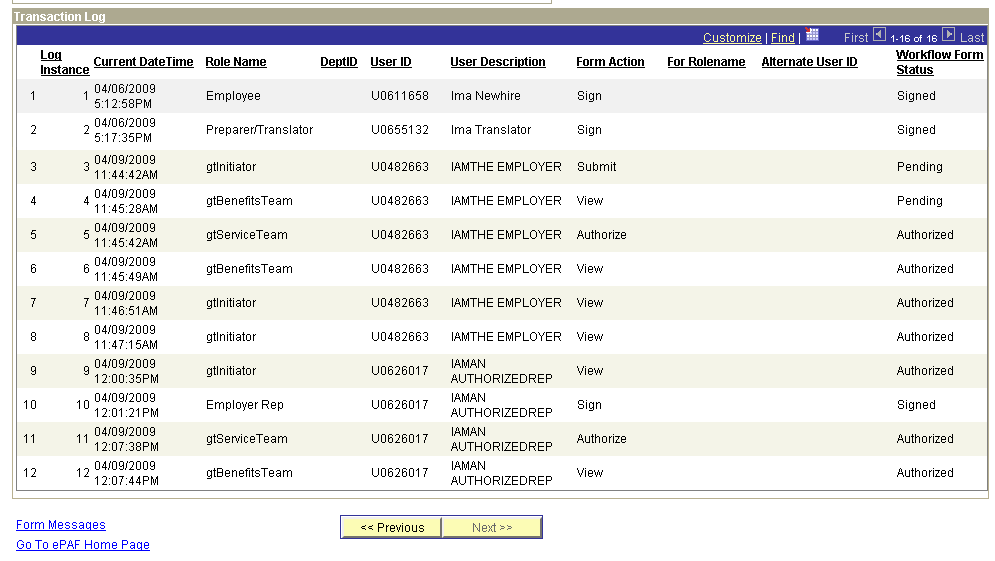 Transaction Log
Customize | Find | First 1-16 of 16 Last
Log Instance Current DateTime Role Name DeptID User ID User Description Form Action For Rolename Alternate User ID Workflow Form Status
1 1 04/06/2009 5:12:58PM Employee U0611658 Ima Newhire Sign Signed
2 2 04/06/2009 5:17:35PM Preparer/Translator U0655132 Ima Translator Sign Signed
3 3 04/09/2009 11:44:42AM gtInitiator U0482663 IAMTHE EMPLOYER Submit Pending
4 4 04/09/2009 11:45:28AM gtBenefitsTeam U0482663 IAMTHE EMPLOYER View Pending
5 5 04/09/2009 11:45:42AM gtServiceTeam U0482663 IAMTHE EMPLOYER Authorize Authorized
6 6 04/09/2009 11:45:49AM gtBenefitsTeam U0482663 IAMTHE EMPLOYER View Authorized
7 7 04/09/2009 11:46:51AM gtInitiator U0482663 IAMTHE EMPLOYER View Authorized
8 8 04/09/2009 11:47:15AM gtInitiator U0482663 IAMTHE EMPLOYER View Authorized
9 9 04/09/2009 12:00:35PM gtInitiator U0626017 IAMAN AUTHORIZEDREP View Authorized
10 10 04/09/2009 12:01:21PM Employer Rep U0626017 IAMAN AUTHORIZEDREP Sign Signed
11 11 04/09/2009 12:07:38PM gtServiceTeam U0626017 IAMAN AUTHORIZEDREP Authorize Authorized
12 12 04/09/2009 12:07:44PM gtBenefitsTeam U0626017 IAMAN AUTHORIZEDREP View Authorized
Form Messages
<< Previous Next >>
Go To ePAF Home Page